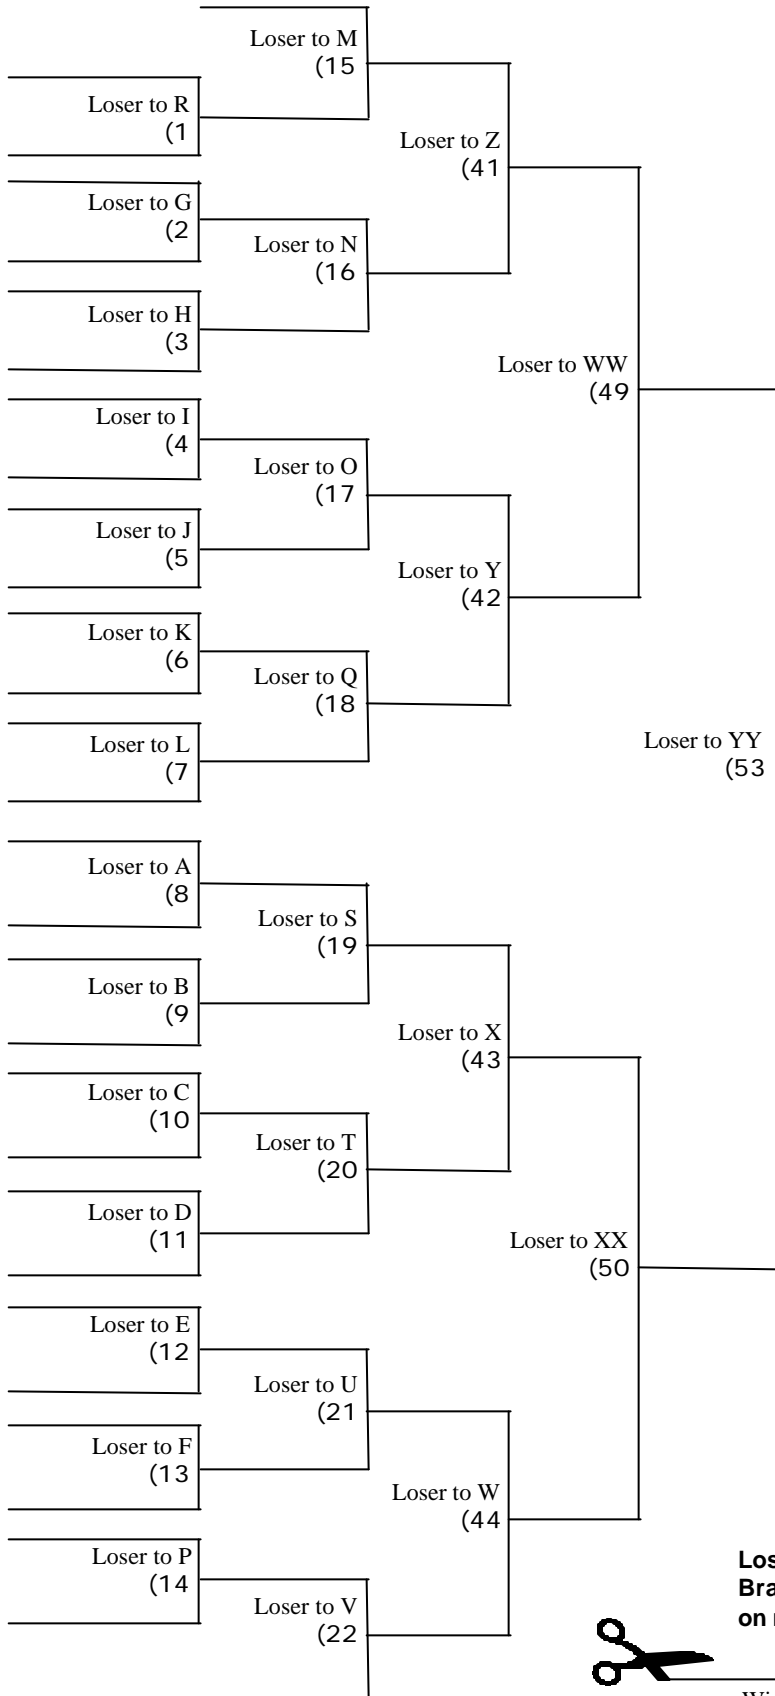 Loser to M
(15
Loser to R
(1
Loser to Z
(41
Loser to G
(2
Loser to N
(16
Loser to H
(3
Loser to WW
(49
Loser to I
(4
Loser to O
(17
Loser to J
(5
Loser to Y
(42
Loser to K
(6
Loser to Q
(18
Loser to L
(7
Loser to YY
(53
Loser to A
(8
Loser to S
(19
Loser to B
(9
Loser to X
(43
Loser to C
(10
Loser to T
(20
Loser to D
(11
Loser to XX
(50
Loser to E
(12
Loser to U
(21
Loser to F
(13
Loser to W
(44
Loser to P
(14
Loser to V
(22
Los
Bra
on